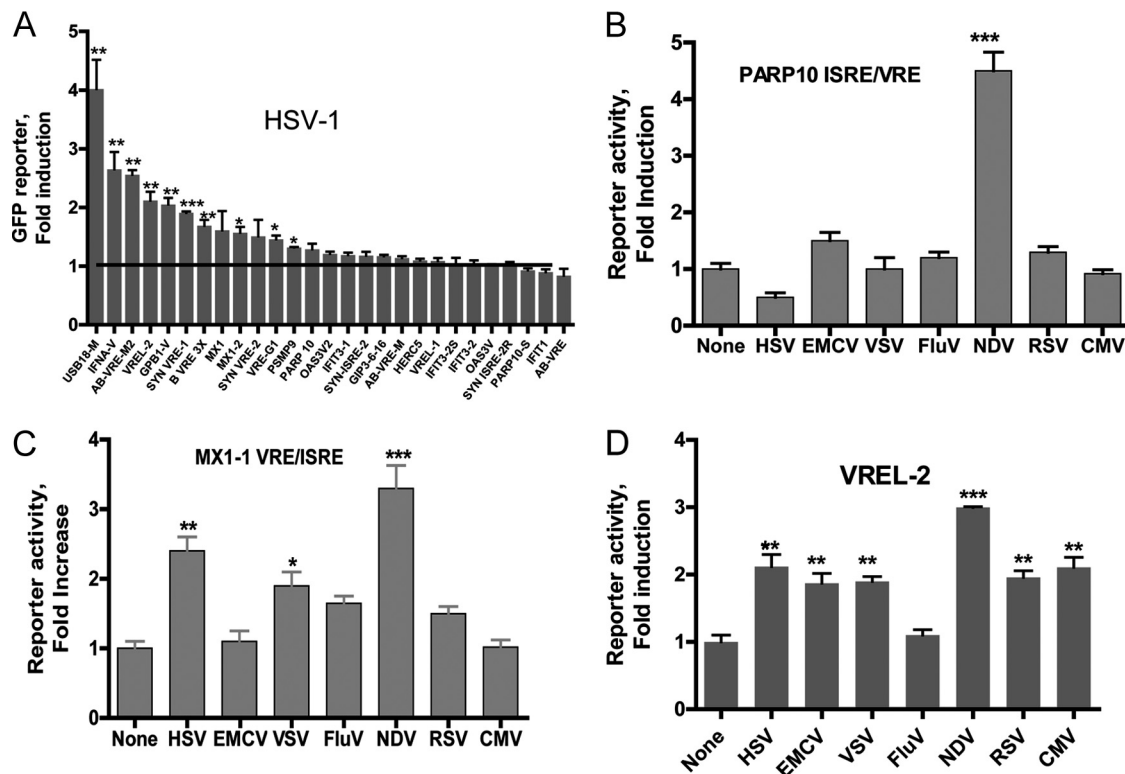 A
GFP reporter,
Fold induction
5
4
3
2
1
0
HSV-1
**
**
**
**
**
***
**
*
*
*
USB18-M
IFNA-V
AB-VRE-M2
VREL-2
GPB1-V
SYN VRE-1
B VRE 3X
MX1
MX1-2
SYN VRE-2
VRE-G1
PSMP9
PARP 10
OAS3V2
IFIT3-1
SYN-ISRE-2
GIP3-6-16
AB-VRE-M
HERC5
VREL-1
IFIT3-2S
IFIT3-2
OAS3V
SYN ISRE-2R
PARP10-S
IFIT1
AB-VRE
B
Reporter activity,
Fold Induction
5
4
3
2
1
0
PARP10 ISRE/VRE
***
None HSV EMCV VSV FluV NDV RSV CMV
C
Reporter activity,
Fold Increase
4
3
2
1
0
MX1-1 VRE/ISRE
**
*
***
None HSV EMCV VSV FluV NDV RSV CMV
D
Reporter activity,
Fold induction
4
3
2
1
0
VREL-2
**
**
**
***
**
**
None
HSV
EMCV
VSV
FluV
NDV
RSV
CMV